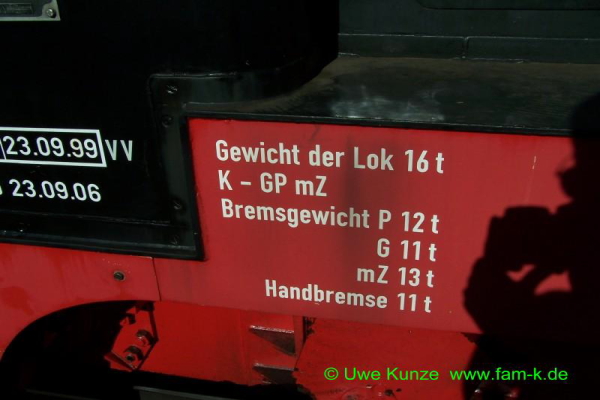 23.09.99 VV
23.09.06
Gewicht der Lok 16 t
K – GP mZ
Bremsgewicht P 12 t
G 11 t
mZ 13 t
Handbremse 11 t
© Uwe Kunze www.fam-k.de